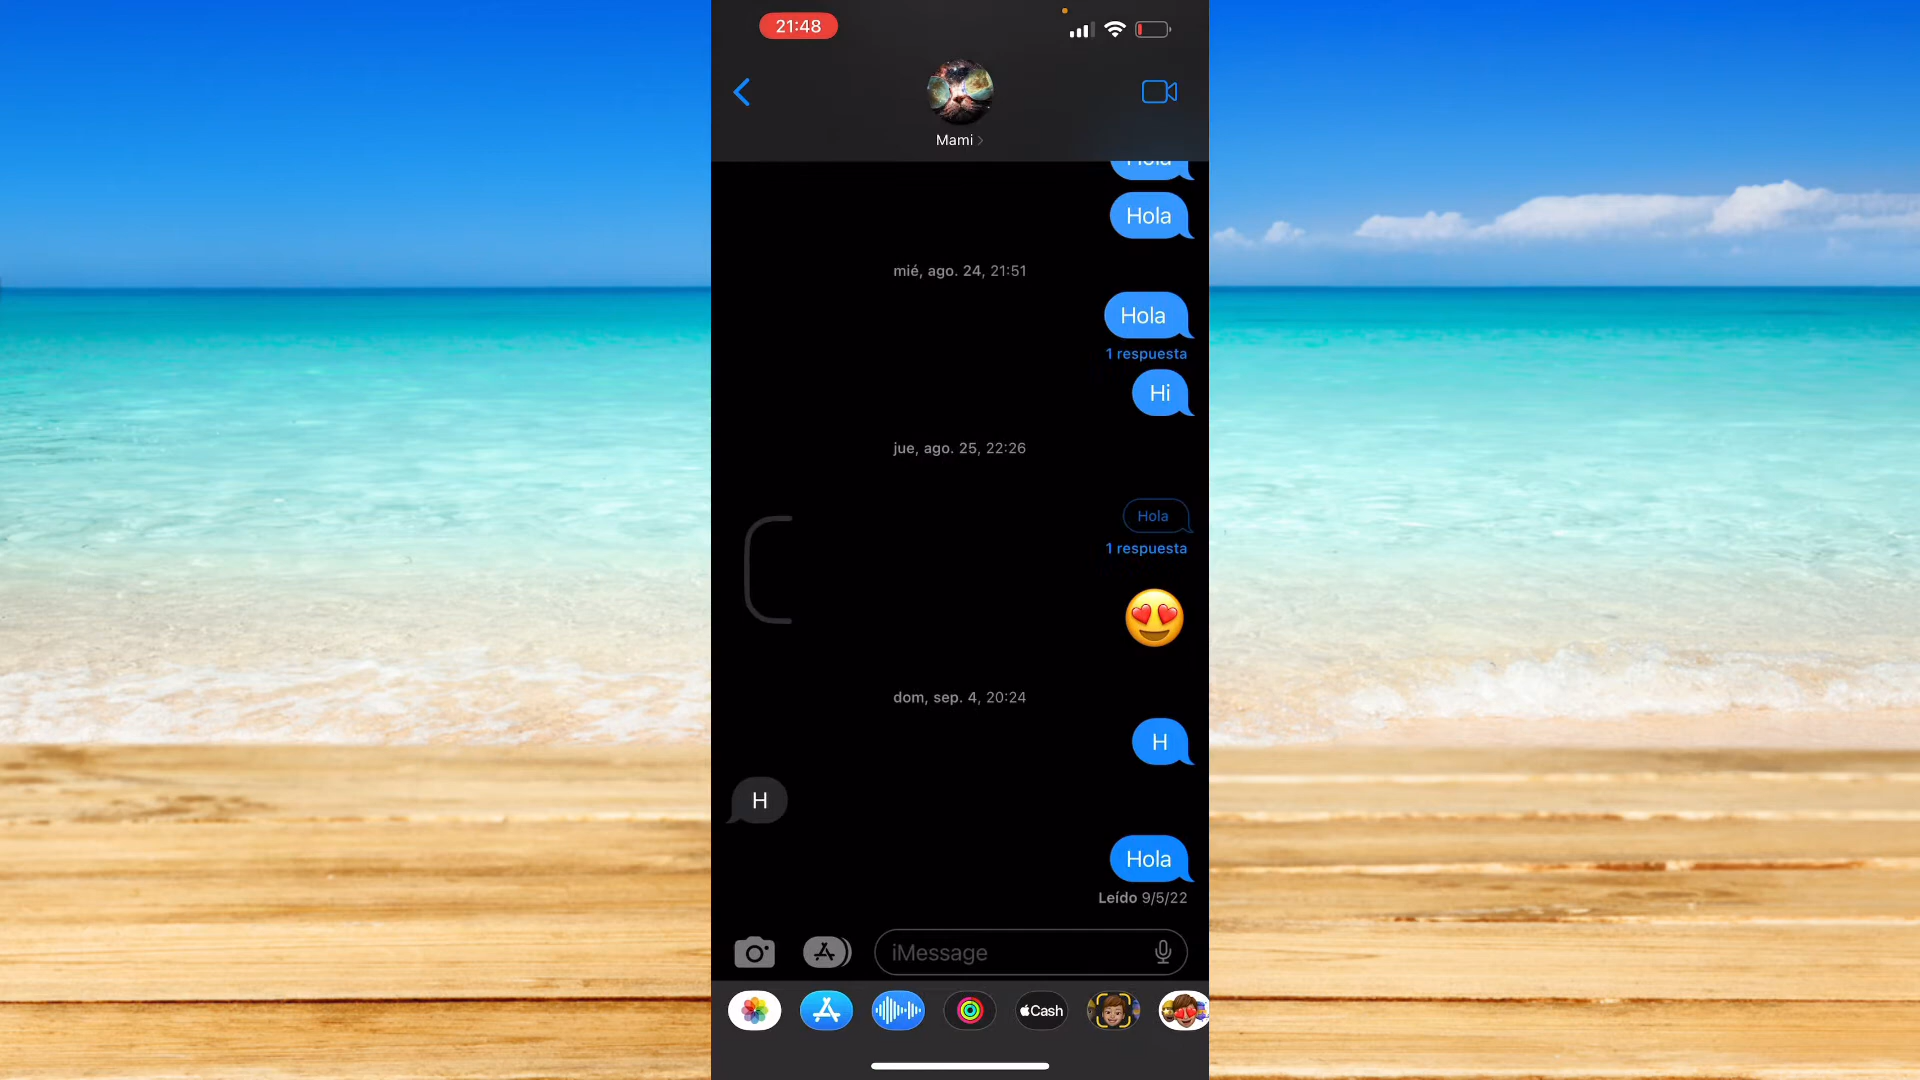 21:48
Mami
Hola
Hola
mié, ago. 24, 21:51
Hola
1 respuesta
Hi
jue, ago. 25, 22:26
Hola
1 respuesta
dom, sep. 4, 20:24
H
H
Hola
Leído 9/5/22
iMessage
Cash